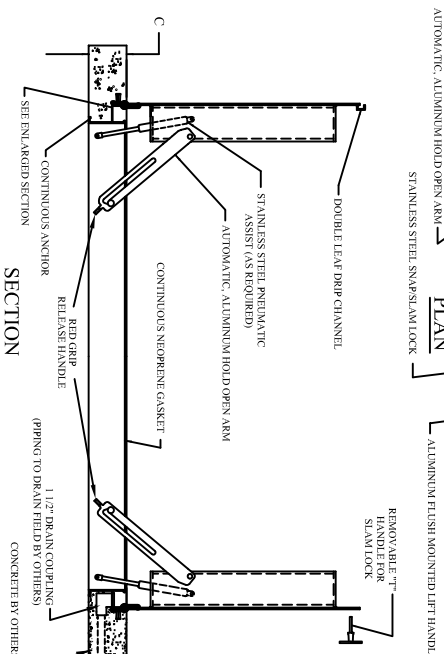 AUTOMATIC, ALUMINUM HOLD OPEN ARM
PLAN
STAINLESS STEEL SNAP/SLAM LOCK
ALUMINUM FLUSH MOUNTED LIFT HANDL
DOUBLE LEAF DRIP CHANNEL
REMOVABLE "T"
HANDLE FOR
SLAM LOCK
STAINLESS STEEL PNEUMATIC
ASSIST (AS REQUIRED)
AUTOMATIC, ALUMINUM HOLD OPEN ARM
CONTINUOUS NEOPRENE GASKET
C
SEE ENLARGED SECTION
CONTINUOUS ANCHOR
RED GRIP
RELEASE HANDLE
1 1/2" DRAIN COUPLING
(PIPING TO DRAIN FIELD BY OTHERS)
CONCRETE BY OTHERS
SECTION